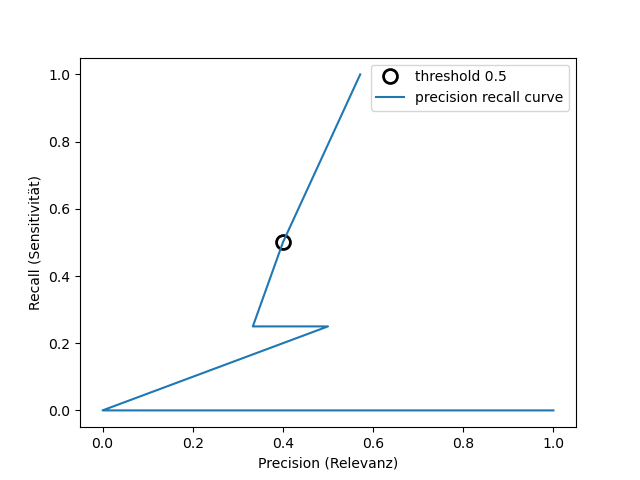 threshold 0.5
precision recall curve
1.0
0.8
0.6
0.4
0.2
0.0
Recall (Sensitivität)
0.0 0.2 0.4 0.6 0.8 1.0
Precision (Relevanz)